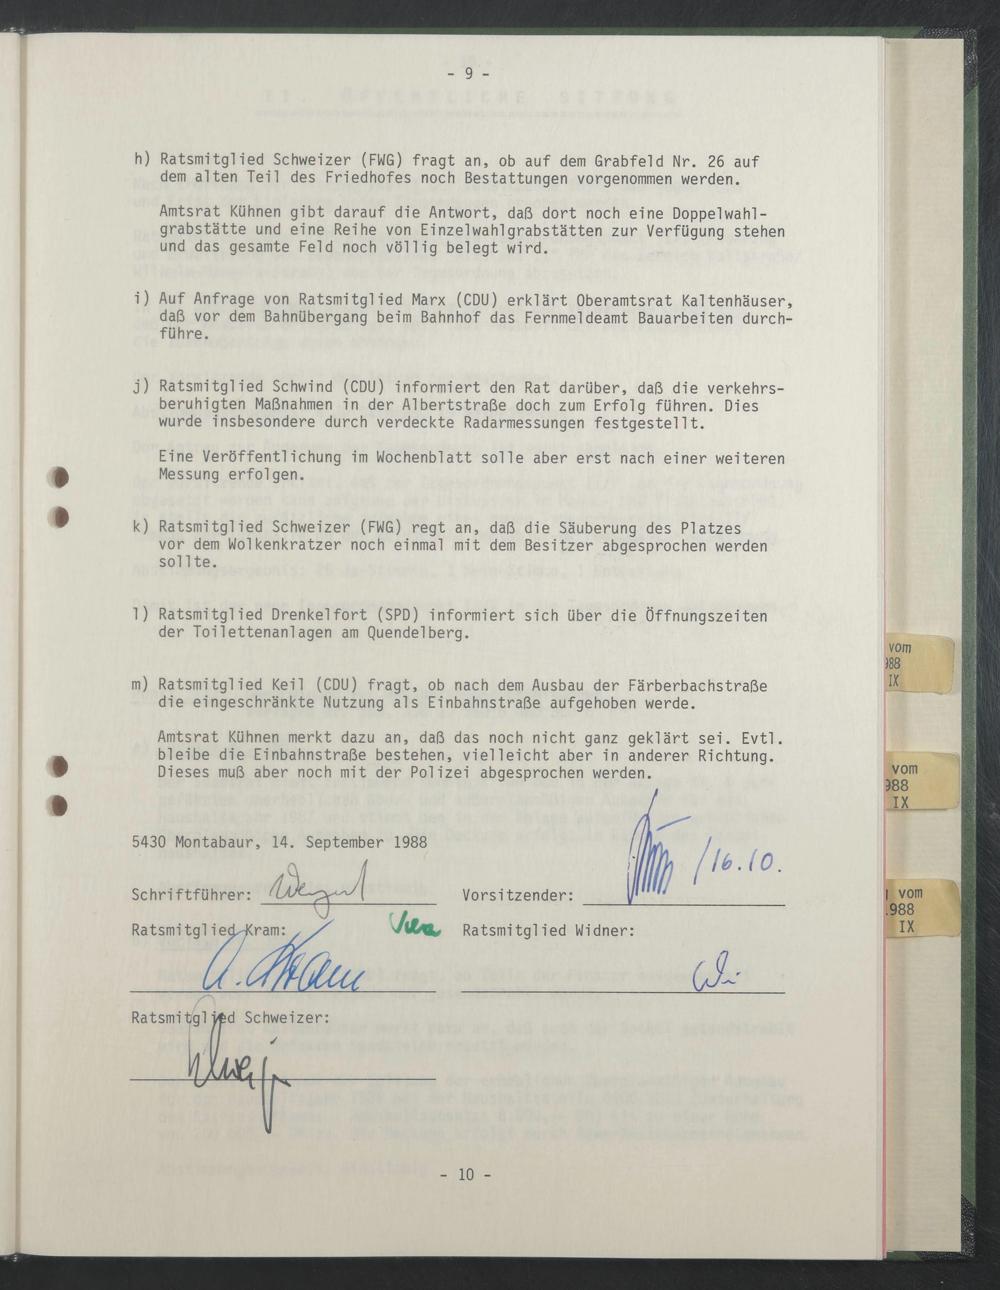 - 9 -
h) Ratsmitglied Schweizer (FWG) fragt an, ob auf dem Grabfeld Nr. 26 auf
dem alten Teil des Friedhofes noch Bestattungen vorgenommen werden.
Amtsrat Kühnen gibt darauf die Antwort, daß dort noch eine Doppelwahl-
grabstätte und eine Reihe von Einzelwahlgrabstätten zur Verfügung stehen
und das gesamte Feld noch völlig belegt wird.
i) Auf Anfrage von Ratsmitglied Marx (CDU) erklärt Oberamtsrat Kaltenhäuser,
daß vor dem Bahnübergang beim Bahnhof das Fernmeldeamt Bauarbeiten durch-
führe.
j) Ratsmitglied Schwind (CDU) informiert den Rat darüber, daß die verkehrs-
beruhigten Maßnahmen in der Albertstraße doch zum Erfolg führen. Dies
wurde insbesondere durch verdeckte Radarmessungen festgestellt.
Eine Veröffentlichung im Wochenblatt solle aber erst nach einer weiteren
Messung erfolgen.
k) Ratsmitglied Schweizer (FWG) regt an, daß die Säuberung des Platzes
vor dem Wolkenkratzer noch einmal mit dem Besitzer abgesprochen werden
sollte.
l) Ratsmitglied Drenkelfort (SPD) informiert sich über die Öffnungszeiten
der Toilettenanlagen am Quendelberg.
m) Ratsmitglied Keil (CDU) fragt, ob nach dem Ausbau der Färberbachstraße
die eingeschränkte Nutzung als Einbahnstraße aufgehoben werde.
Amtsrat Kühnen merkt dazu an, daß das noch nicht ganz geklärt sei. Evtl.
bleibe die Einbahnstraße bestehen, vielleicht aber in anderer Richtung.
Dieses muß aber noch mit der Polizei abgesprochen werden.
5430 Montabaur, 14. September 1988
Schriftführer:
Vorsitzender: /16.10.
Ratsmitglied Kram:
Ratsmitglied Widner:
A. Kram
Ratsmitglied Schweizer:
- 10 -
vom
988
IX
vom
988
IX
vom
.988
IX